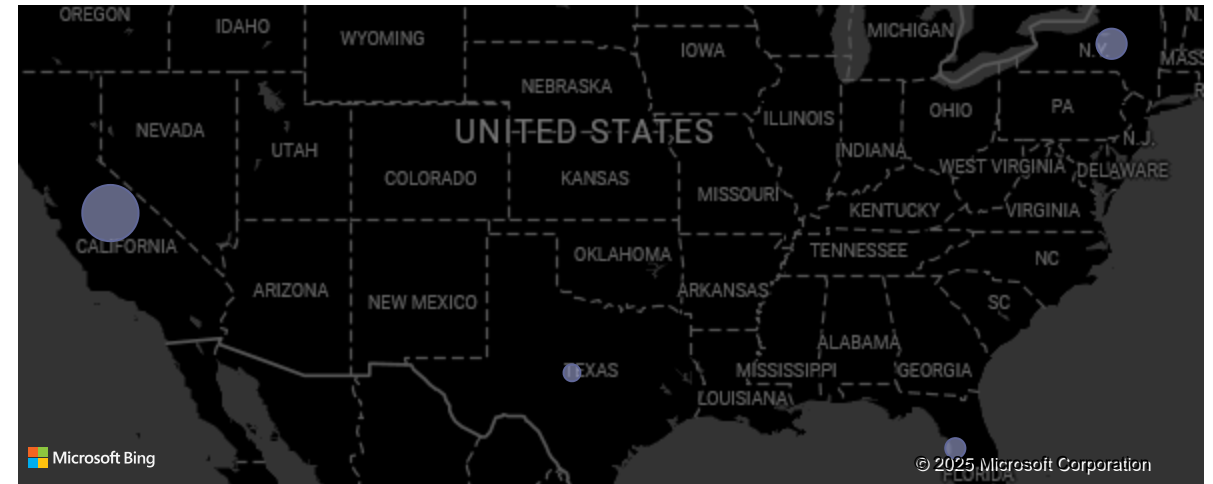 OREGON
IDAHO
WYOMING
IOWA
MICHIGAN
N.
N.Y.
MASS
NEBRASKA
R
NEVADA
UTAH
UNITED STATES
ILLINOIS
OHIO
PA
N.J.
INDIANA
COLORADO
KANSAS
MISSOURI
WEST VIRGINIA
DELAWARE
KENTUCKY
VIRGINIA
CALIFORNIA
OKLAHOMA
TENNESSEE
NC
ARIZONA
NEW MEXICO
ARKANSAS
SC
TEXAS
ALABAMA
MISSISSIPPI
GEORGIA
LOUISIANA
Microsoft Bing
© 2025 Microsoft Corporation
FLORIDA